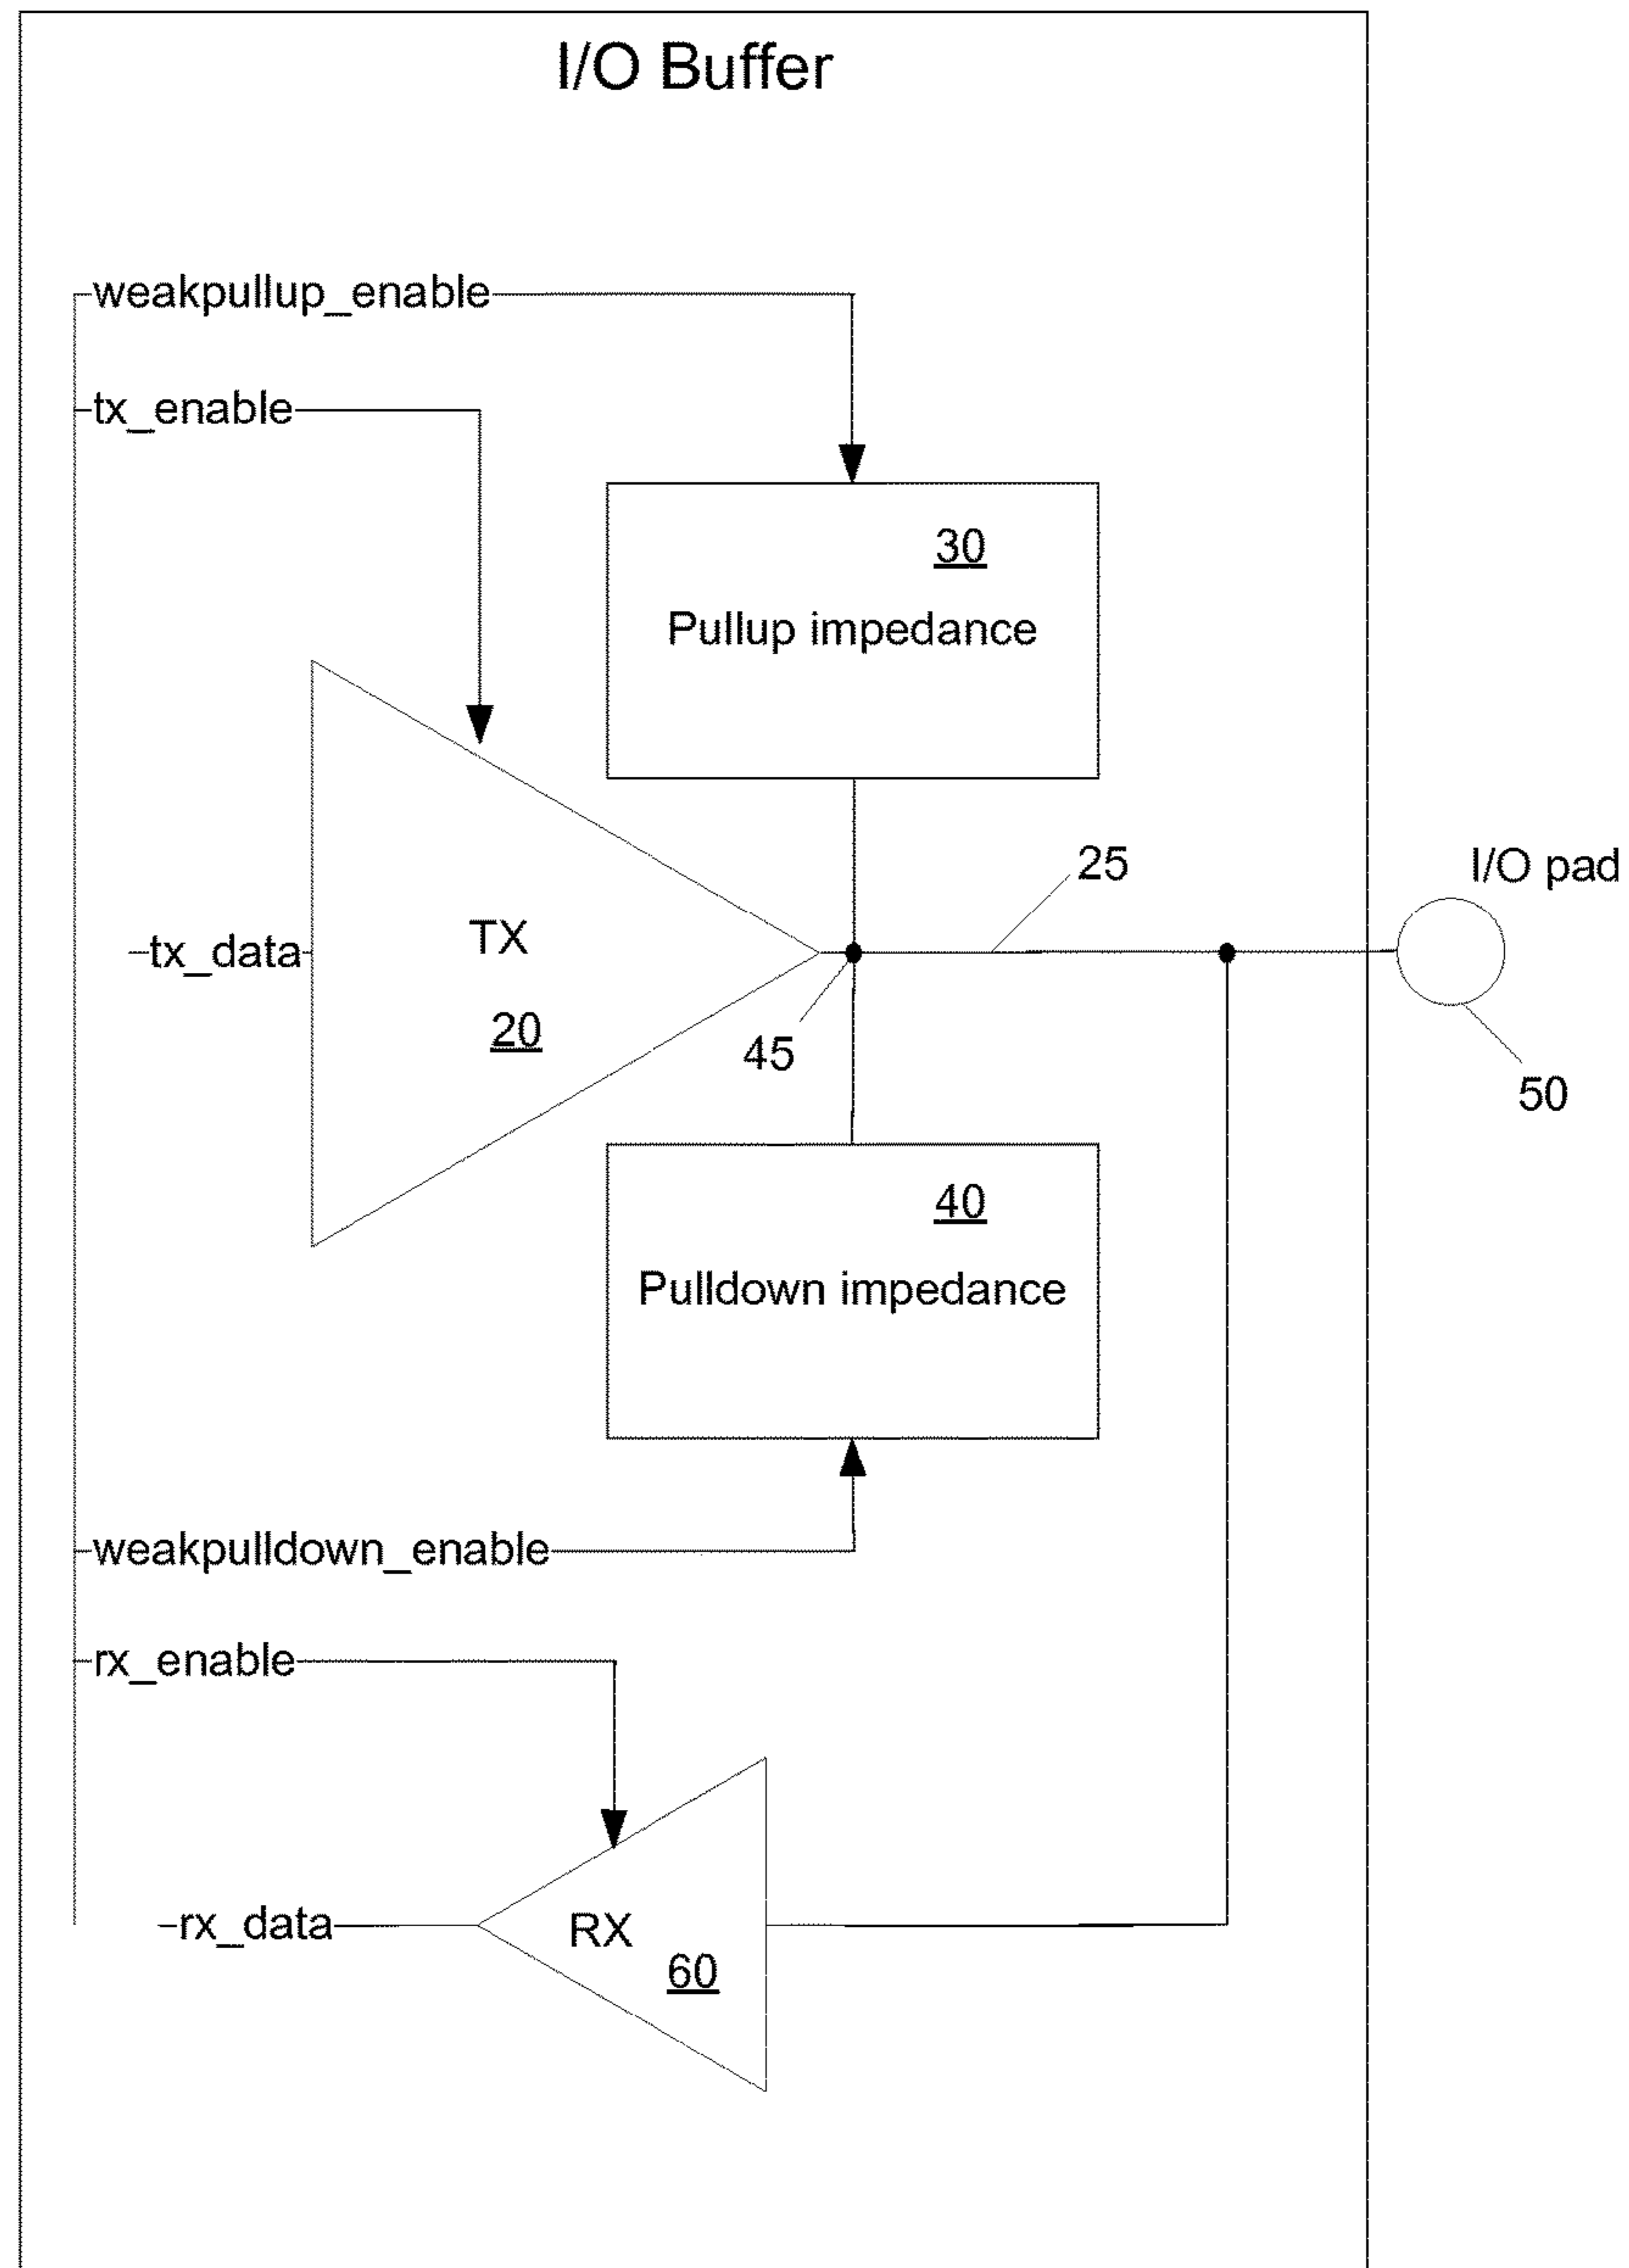 I/O Buffer
weakpullup_enable
tx_enable
30
Pullup impedance
25
I/O pad
tx_data
TX
20
45
50
40
Pulldown impedance
weakpulldown_enable
rx_enable
rx_data
RX
60